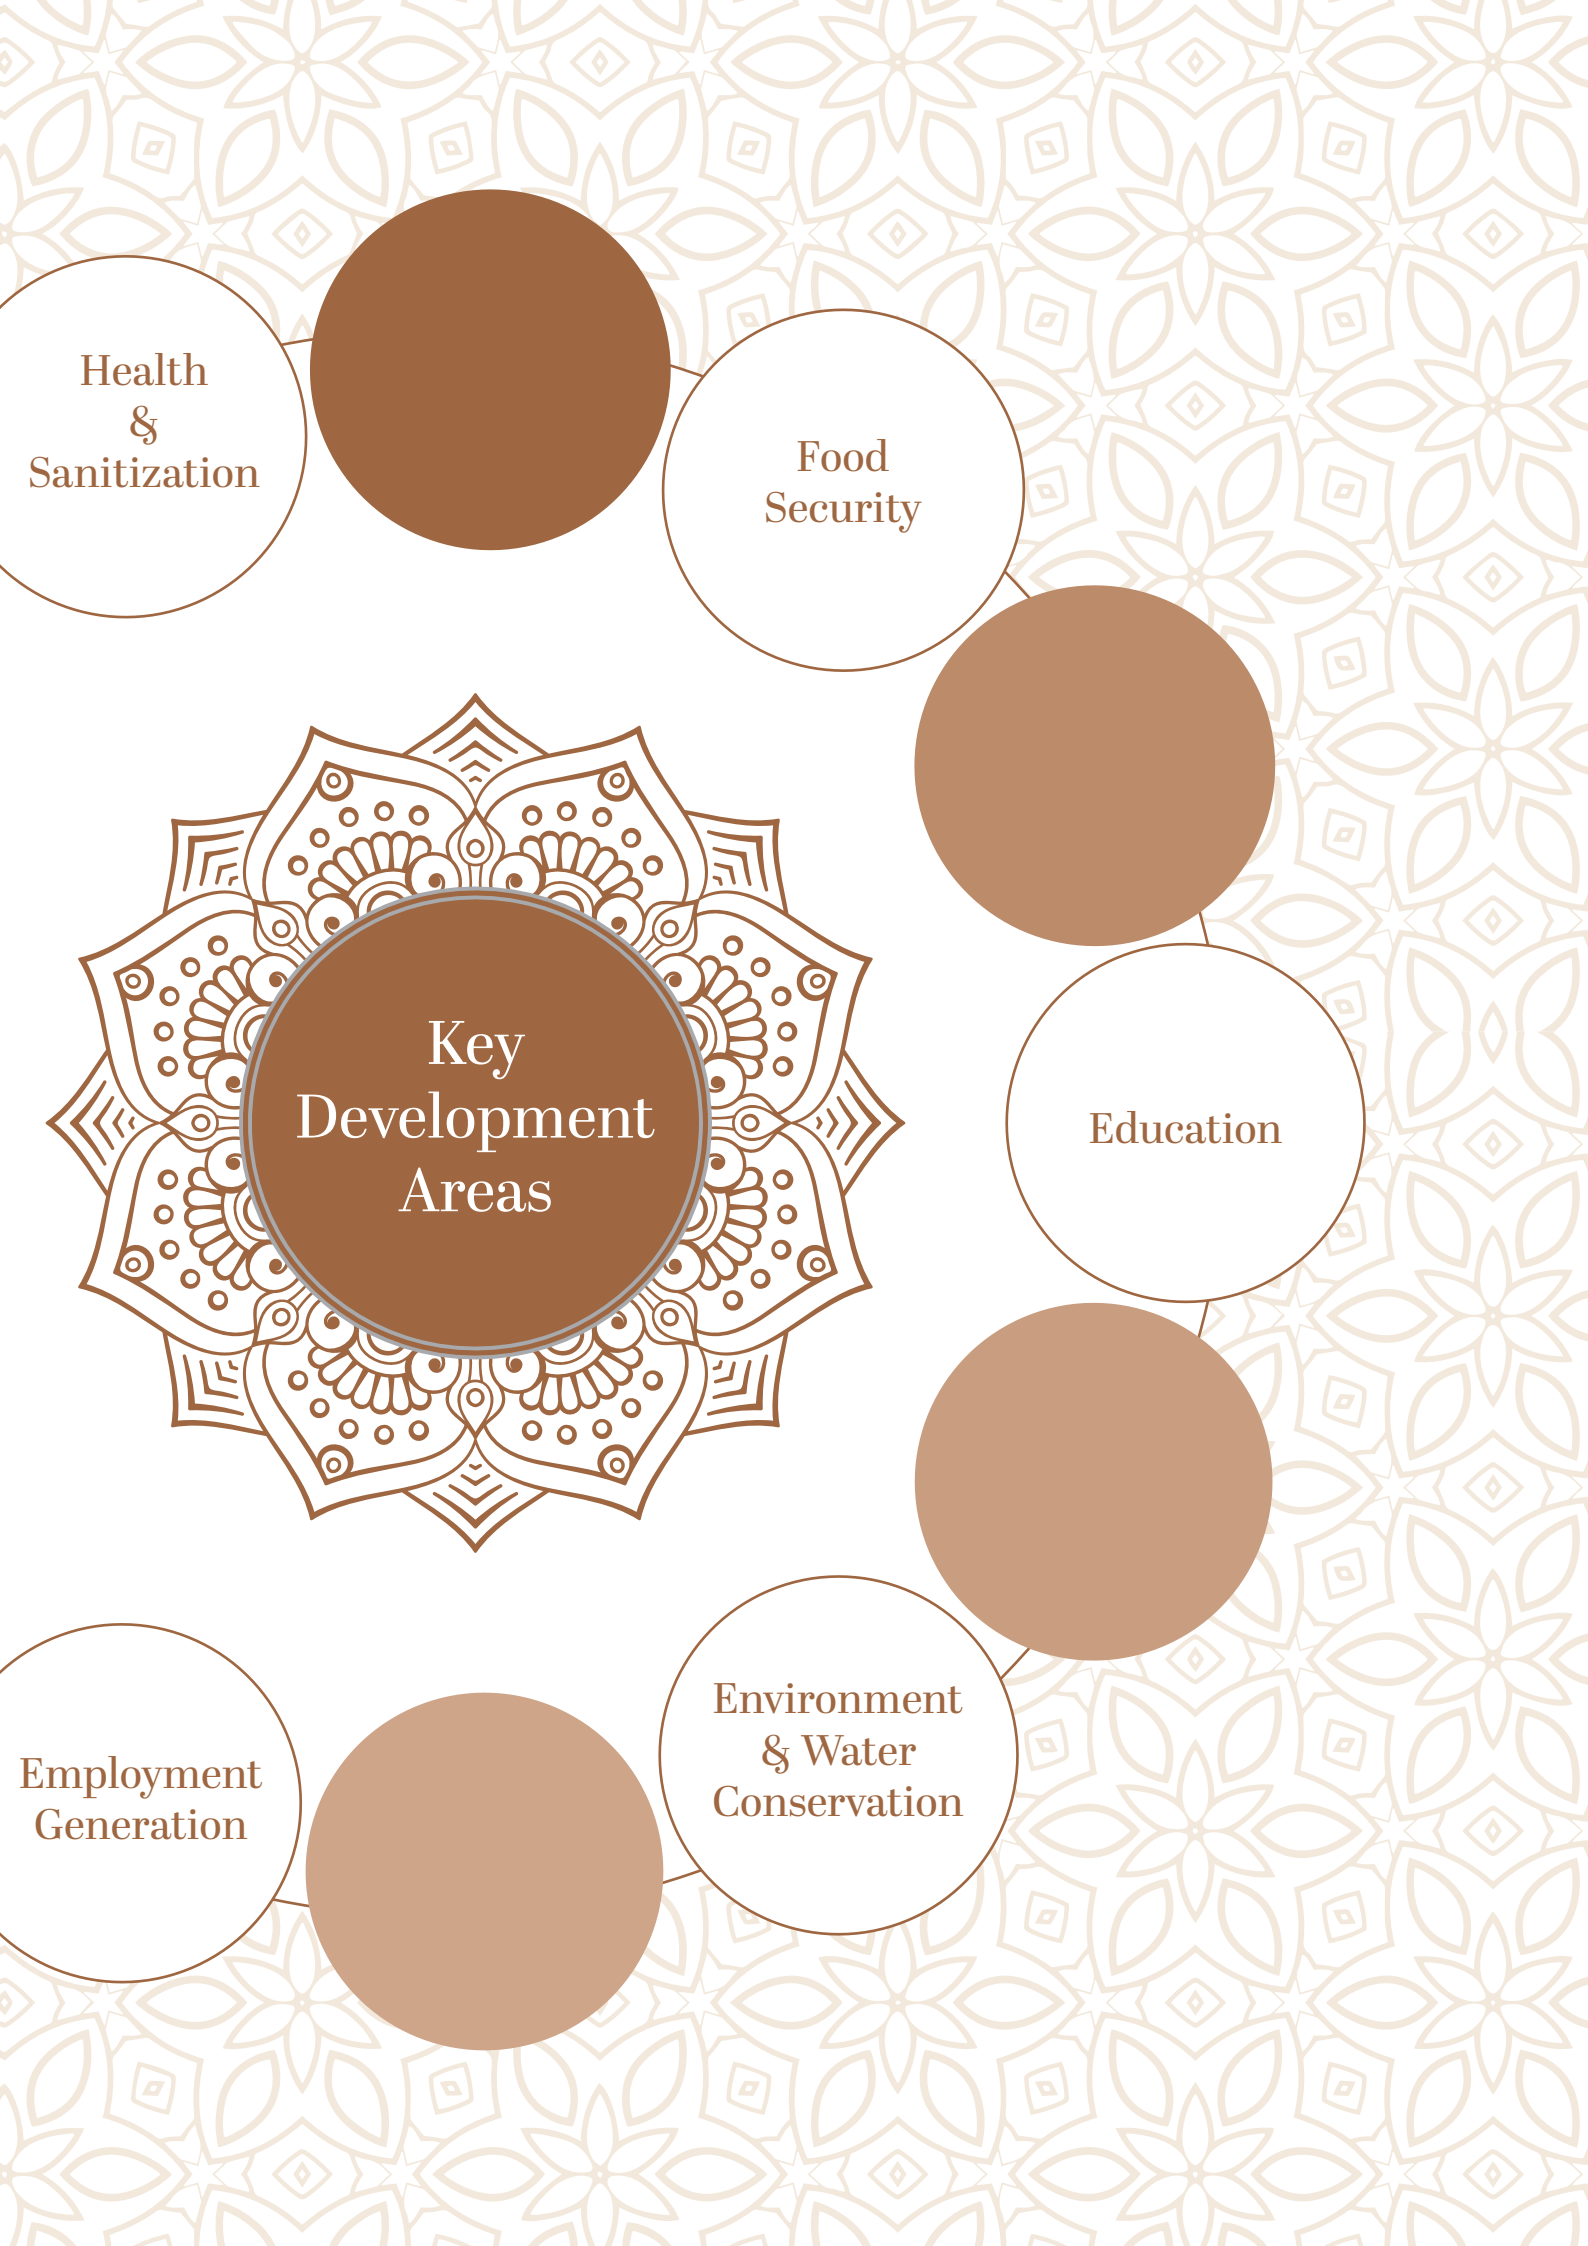 Health
&
Sanitization
Food
Security
Key
Development
Areas
Education
Environment
& Water
Conservation
Employment
Generation